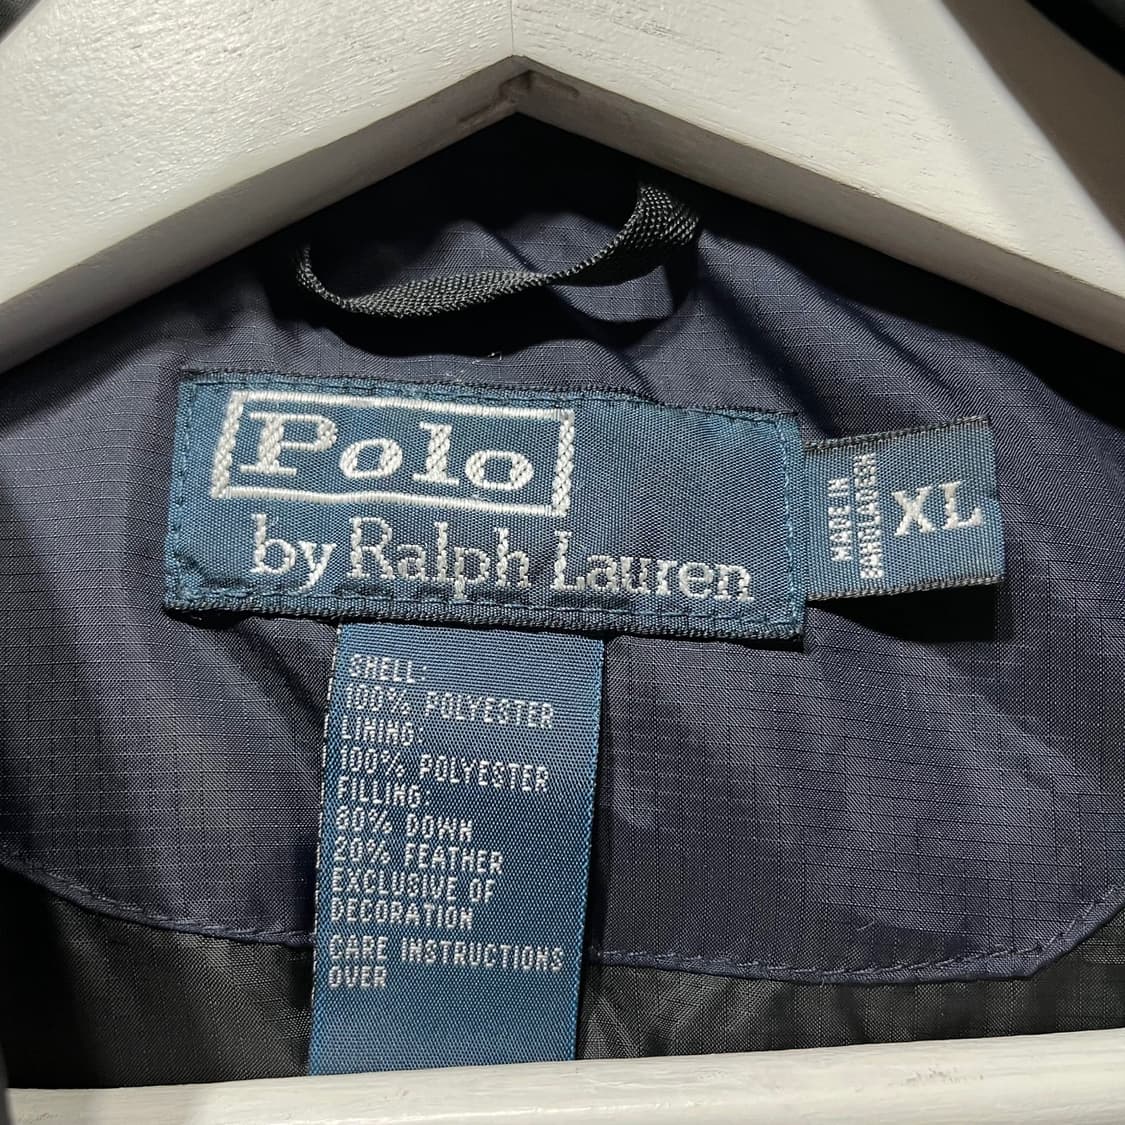 Polo
by Ralph Lauren
MADE IN
BANGLADESH
XL
SHELL:
100% POLYESTER
LINING:
100% POLYESTER
FILLING:
80% DOWN
20% FEATHER
EXCLUSIVE OF
DECORATION
CARE INSTRUCTIONS
OVER